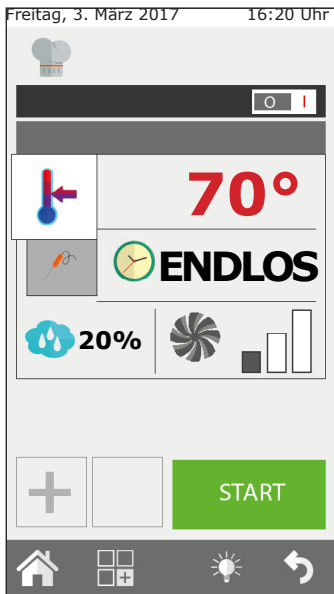 Freitag, 3. März 2017 16:20 Uhr
O I
70°
ENDLOS
20%
START